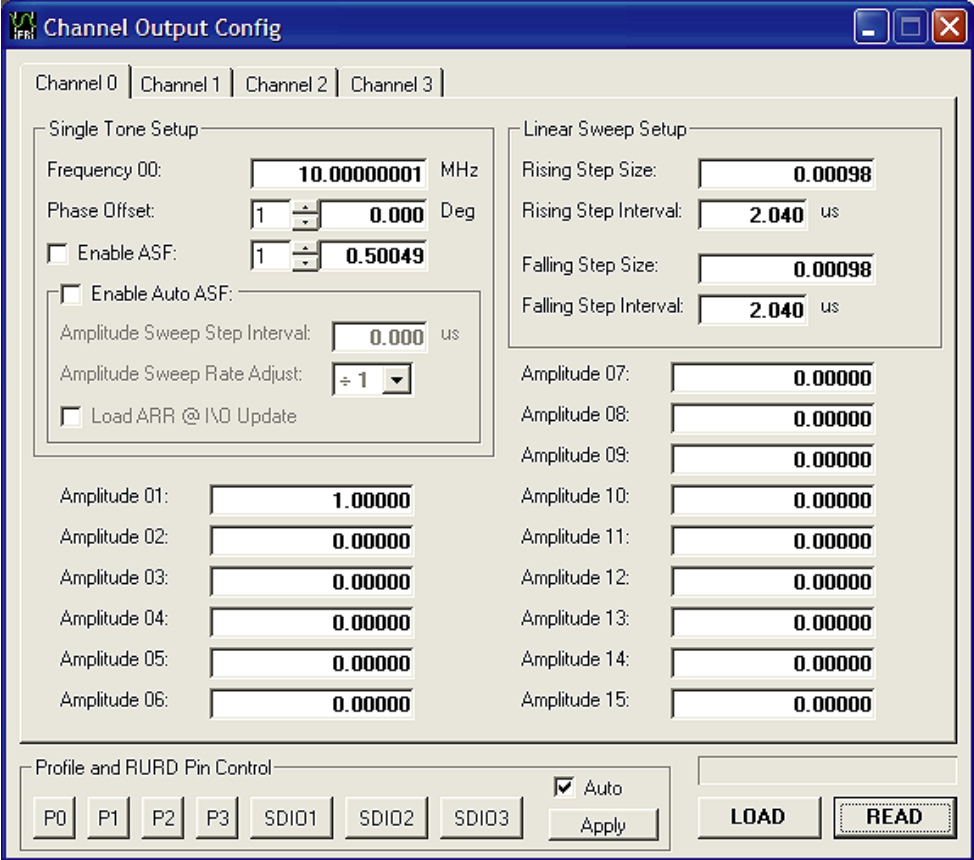 Channel Output Config
Channel 0 Channel 1 Channel 2 Channel 3
Single Tone Setup
Frequency 00: 10.00000001 MHz
Phase Offset: 1 0.000 Deg
Enable ASF: 1 0.50049
Enable Auto ASF:
Amplitude Sweep Step Interval: 0.000 us
Amplitude Sweep Rate Adjust: ÷ 1
Load ARR @ I\O Update
Linear Sweep Setup
Rising Step Size: 0.00098
Rising Step Interval: 2.040 us
Falling Step Size: 0.00098
Falling Step Interval: 2.040 us
Amplitude 01: 1.00000
Amplitude 02: 0.00000
Amplitude 03: 0.00000
Amplitude 04: 0.00000
Amplitude 05: 0.00000
Amplitude 06: 0.00000
Amplitude 07: 0.00000
Amplitude 08: 0.00000
Amplitude 09: 0.00000
Amplitude 10: 0.00000
Amplitude 11: 0.00000
Amplitude 12: 0.00000
Amplitude 13: 0.00000
Amplitude 14: 0.00000
Amplitude 15: 0.00000
Profile and RURD Pin Control
P0 P1 P2 P3 SDIO1 SDIO2 SDIO3
Auto
Apply
LOAD READ